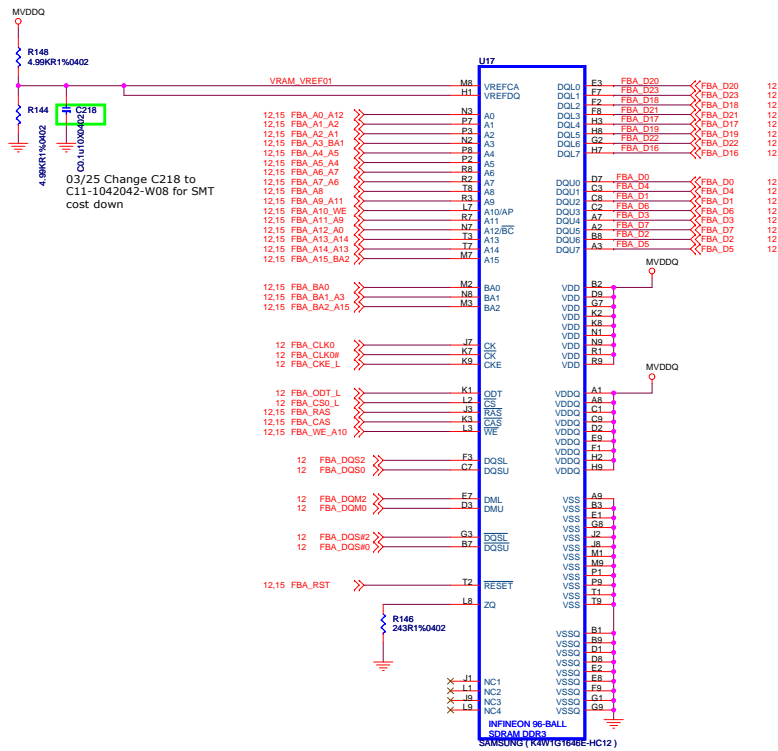 MVDDQ
R148
4.99KR1%0402
R144
4.99KR1%0402
C218
C0.1u10X0402
03/25 Change C218 to
C11-1042042-W08 for SMT
cost down
VRAM_VREF01
U17
M8 VREFCA
H1 VREFDQ
12,15 FBA_A0_A12 N3 A0
12,15 FBA_A1_A2 P7 A1
12,15 FBA_A2_A1 P3 A2
12,15 FBA_A3_BA1 N2 A3
12,15 FBA_A4_A5 P8 A4
12,15 FBA_A5_A4 P2 A5
12,15 FBA_A6_A7 R8 A6
12,15 FBA_A7_A6 R2 A7
12,15 FBA_A8 T8 A8
12,15 FBA_A9_A11 R3 A9
12,15 FBA_A10_WE L7 A10/AP
12,15 FBA_A11_A9 R7 A11
12,15 FBA_A12_A0 N7 A12/BC
12,15 FBA_A13_A14 T3 A13
12,15 FBA_A14_A13 T7 A14
12,15 FBA_A15_BA2 M7 A15
12,15 FBA_BA0 M2 BA0
12,15 FBA_BA1_A3 N8 BA1
12,15 FBA_BA2_A15 M3 BA2
12 FBA_CLK0 J7 CK
12 FBA_CLK0# K7 CK
12 FBA_CKE_L K9 CKE
12 FBA_ODT_L K1 ODT
12 FBA_CS0_L L2 CS
12,15 FBA_RAS J3 RAS
12,15 FBA_CAS K3 CAS
12,15 FBA_WE_A10 L3 WE
12 FBA_DQS2 F3 DQSL
12 FBA_DQS0 C7 DQSU
12 FBA_DQM2 E7 DML
12 FBA_DQM0 D3 DMU
12 FBA_DQS#2 G3 DQSL
12 FBA_DQS#0 B7 DQSU
12,15 FBA_RST T2 RESET
L8 ZQ
R146
243R1%0402
J1 NC1
L1 NC2
J9 NC3
L9 NC4
DQL0 E3 FBA_D20 FBA_D20 12
DQL1 F7 FBA_D23 FBA_D23 12
DQL2 F2 FBA_D18 FBA_D18 12
DQL3 F8 FBA_D21 FBA_D21 12
DQL4 H3 FBA_D17 FBA_D17 12
DQL5 H8 FBA_D19 FBA_D19 12
DQL6 G2 FBA_D22 FBA_D22 12
DQL7 H7 FBA_D16 FBA_D16 12
DQU0 D7 FBA_D0 FBA_D0 12
DQU1 C3 FBA_D4 FBA_D4 12
DQU2 C8 FBA_D1 FBA_D1 12
DQU3 C2 FBA_D6 FBA_D6 12
DQU4 A7 FBA_D3 FBA_D3 12
DQU5 A2 FBA_D7 FBA_D7 12
DQU6 B8 FBA_D2 FBA_D2 12
DQU7 A3 FBA_D5 FBA_D5 12
MVDDQ
VDD B2
VDD D9
VDD G7
VDD K2
VDD K8
VDD N1
VDD N9
VDD R1
VDD R9
MVDDQ
VDDQ A1
VDDQ A8
VDDQ C1
VDDQ C9
VDDQ D2
VDDQ E9
VDDQ F1
VDDQ H2
VDDQ H9
VSS A9
VSS B3
VSS E1
VSS G8
VSS J2
VSS J8
VSS M1
VSS M9
VSS P1
VSS P9
VSS T1
VSS T9
VSSQ B1
VSSQ B9
VSSQ D1
VSSQ D8
VSSQ E2
VSSQ E8
VSSQ F9
VSSQ G1
VSSQ G9
INFINEON 96-BALL
SDRAM DDR3
SAMSUNG ( K4W1G1646E-HC12 )